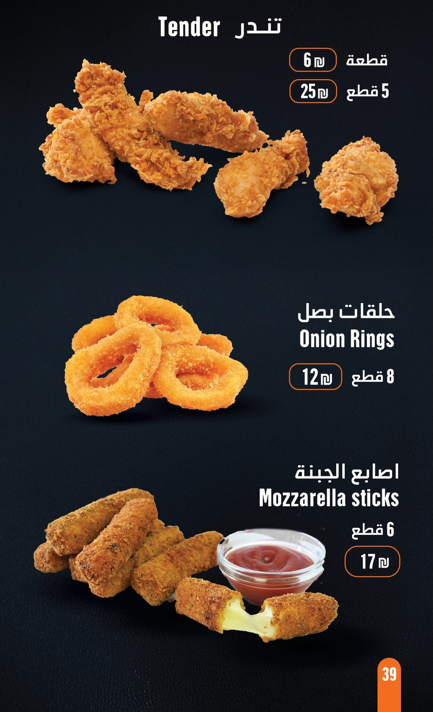 تندر Tender
قطعة 6₪
5 قطع 25₪
حلقات بصل
Onion Rings
8 قطع 12₪
اصابع الجبنة
Mozzarella sticks
6 قطع
17₪
39